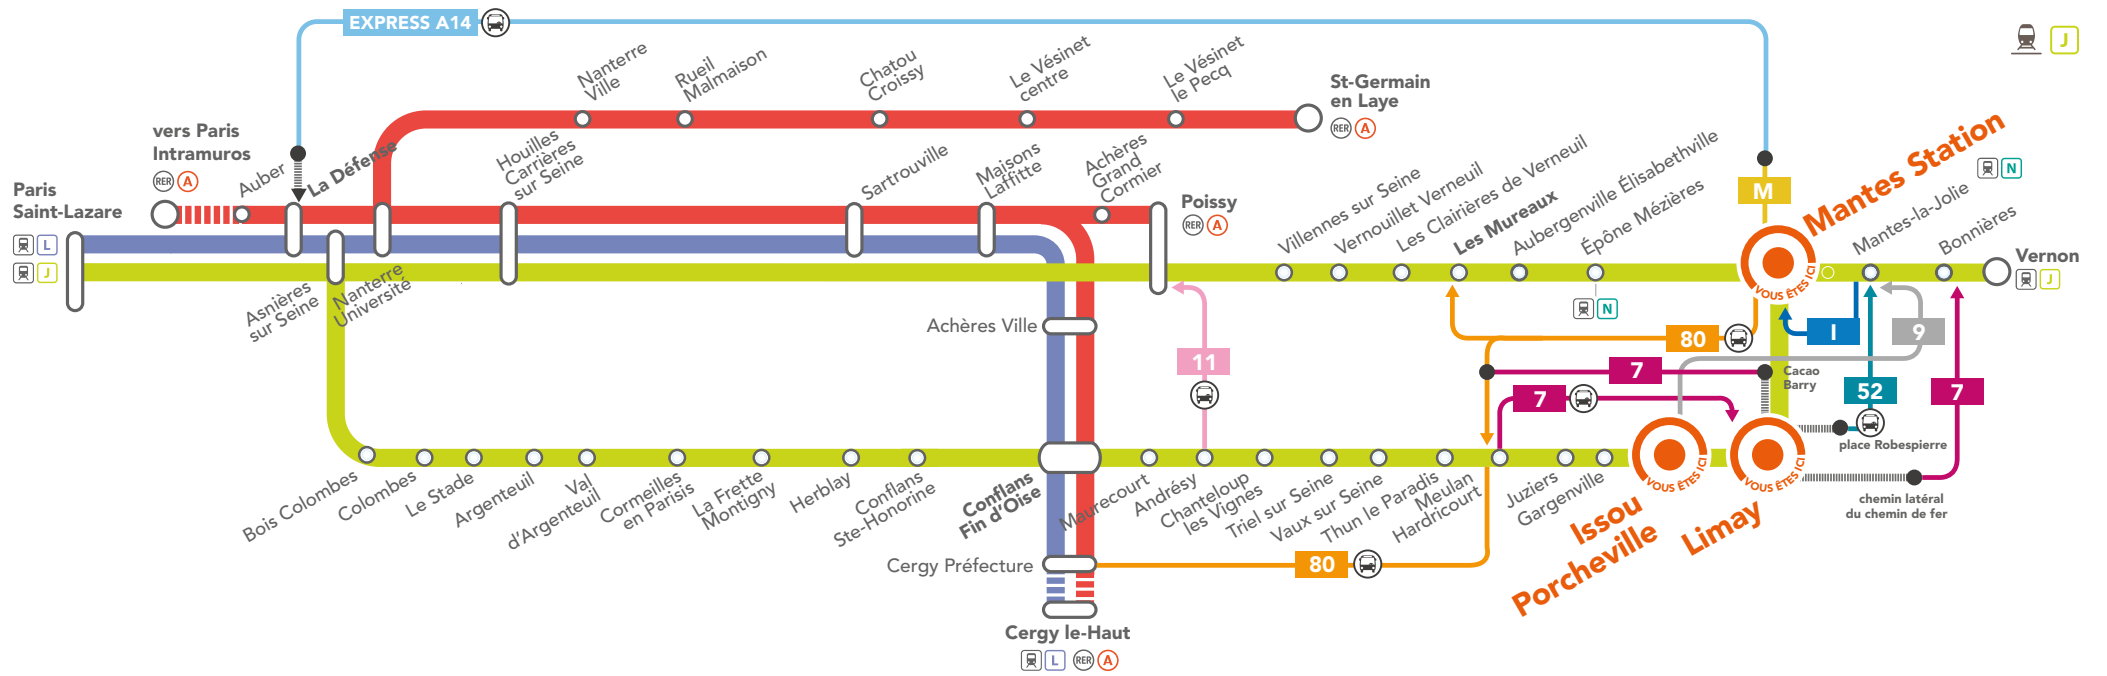 EXPRESS A14
J
Nanterre
Ville
Rueil
Malmaison
Chatou
Croissy
Le Vésinet
centre
Le Vésinet
le Pecq
St-Germain
en Laye
RER A
vers Paris
Intramuros
RER A
Auber
La Défense
Houilles
Carrières
sur Seine
Sartrouville
Maisons
Laffitte
Achères
Grand
Cormier
Poissy
RER A
Paris
Saint-Lazare
L
J
Villennes sur Seine
Vernouillet Verneuil
Les Clairières de Verneuil
Les Mureaux
Aubergenville Élisabethville
Épône Mézières
N
M
Mantes Station
VOUS ÊTES ICI
Mantes-la-Jolie
N
Bonnières
Vernon
J
Asnières
sur Seine
Nanterre
Université
Achères Ville
11
80
I
9
7
Cacao
Barry
7
52
7
place Robespierre
chemin latéral
du chemin de fer
Bois Colombes
Colombes
Le Stade
Argenteuil
Val
d'Argenteuil
Cormeilles
en Parisis
La Frette
Montigny
Herblay
Conflans
Ste-Honorine
Conflans
Fin d'Oise
Maurecourt
Andrésy
Chanteloup
les Vignes
Triel sur Seine
Vaux sur Seine
Thun le Paradis
Meulan
Hardricourt
Juziers
Gargenville
VOUS ÊTES ICI
Issou
Porcheville
VOUS ÊTES ICI
Limay
Cergy Préfecture
80
Cergy le-Haut
L RER A